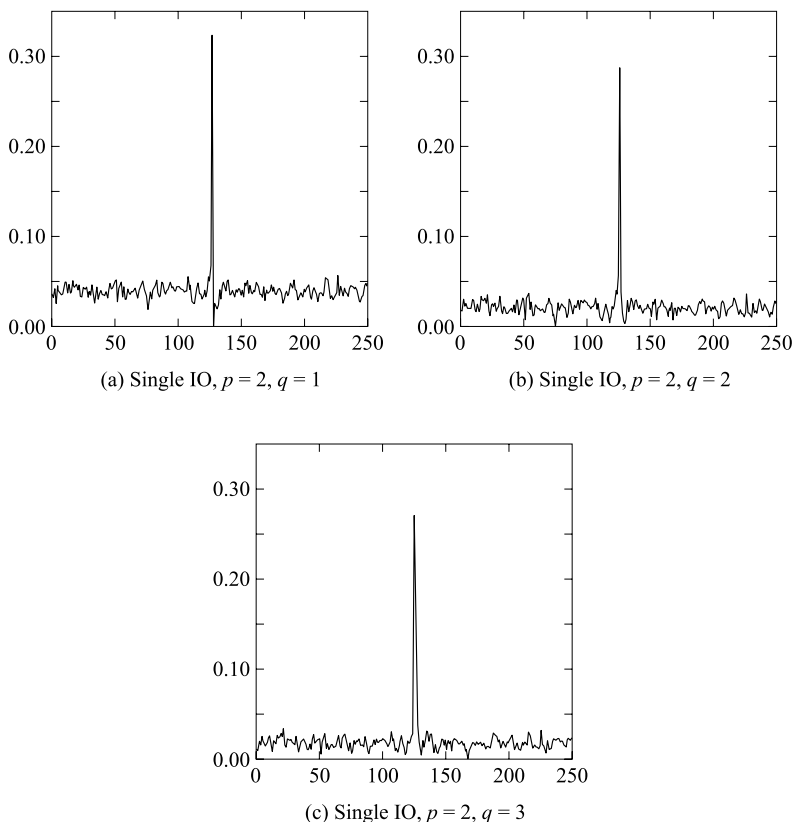 0.30
0.20
0.10
0.00
0 50 100 150 200 250
(a) Single IO, p = 2, q = 1
0.30
0.20
0.10
0.00
0 50 100 150 200 250
(b) Single IO, p = 2, q = 2
0.30
0.20
0.10
0.00
0 50 100 150 200 250
(c) Single IO, p = 2, q = 3